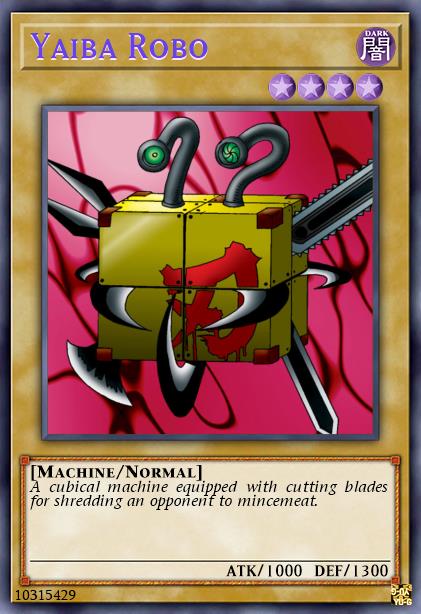 Yaiba Robo
DARK
闇
[Machine/Normal]
A cubical machine equipped with cutting blades
for shredding an opponent to mincemeat.
ATK/1000 DEF/1300
10315429